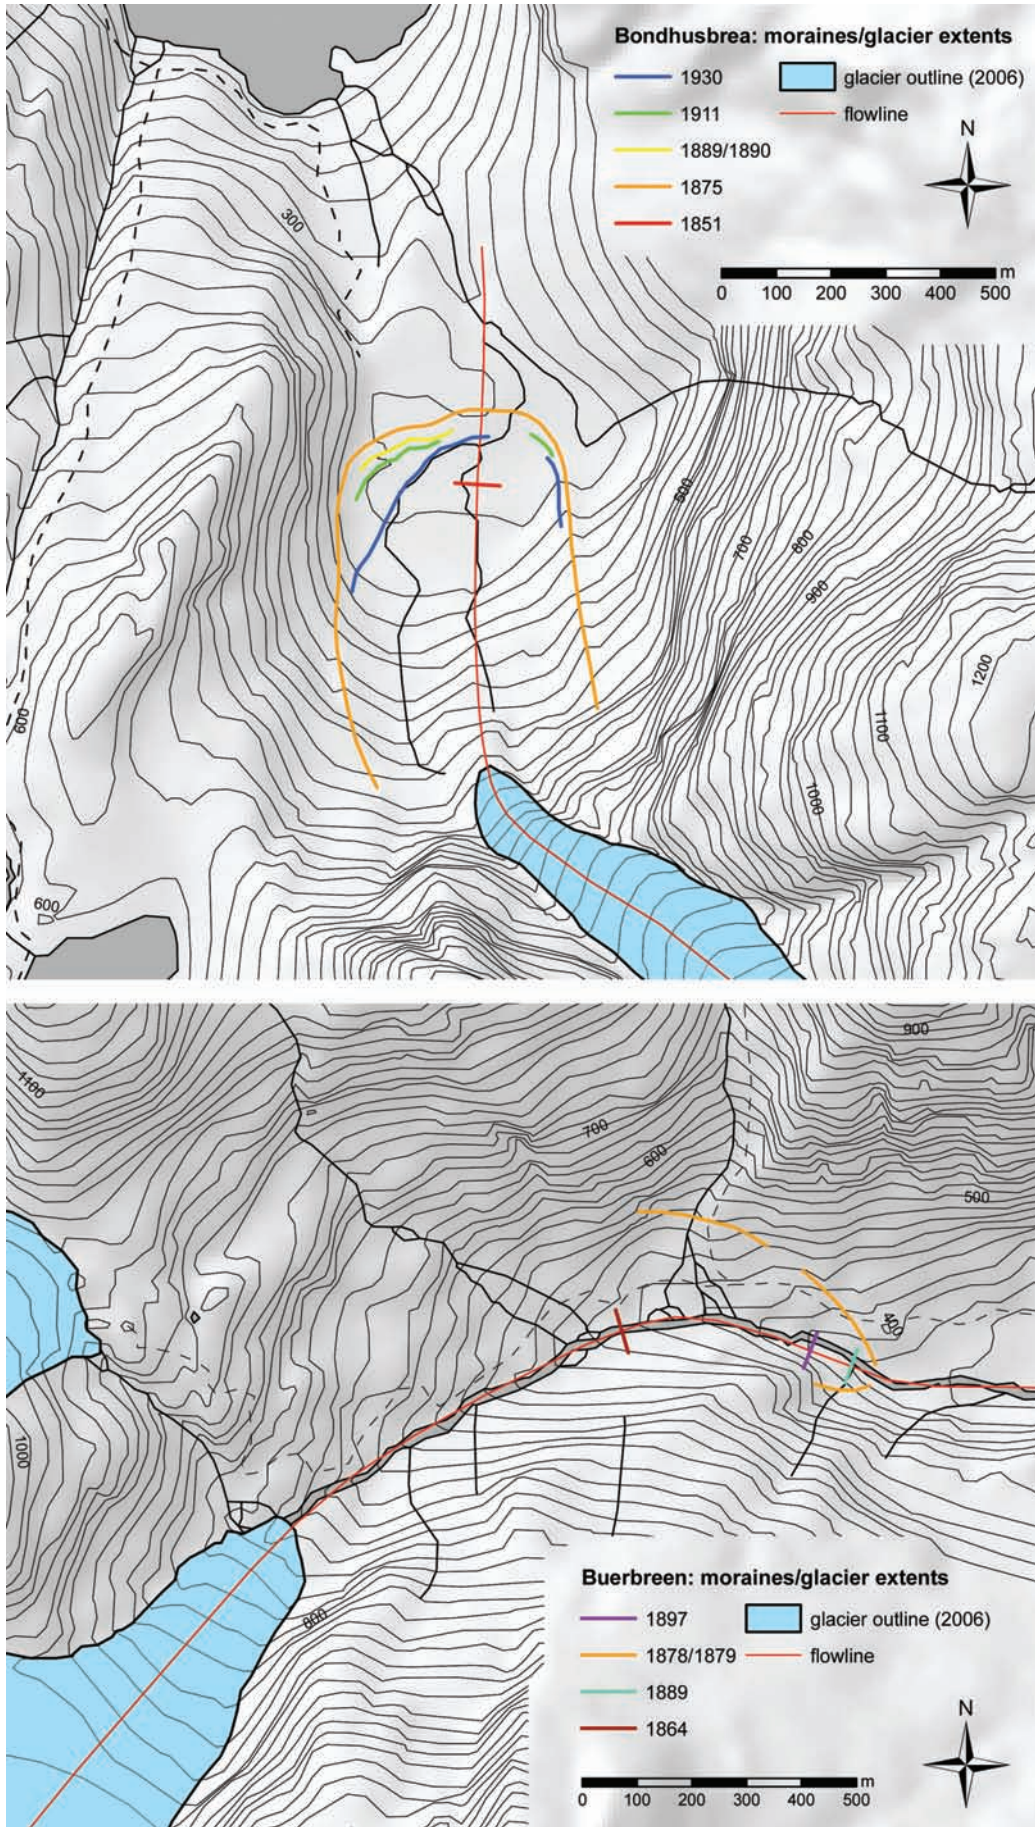 Bondhusbrea: moraines/glacier extents
1930
glacier outline (2006)
1911
flowline
1889/1890
1875
1851
N
m
0 100 200 300 400 500
300
500
700
800
900
1200
1100
1000
600
600
900
1100
700
600
500
400
1000
800
Buerbreen: moraines/glacier extents
1897
glacier outline (2006)
1878/1879
flowline
1889
1864
N
m
0 100 200 300 400 500